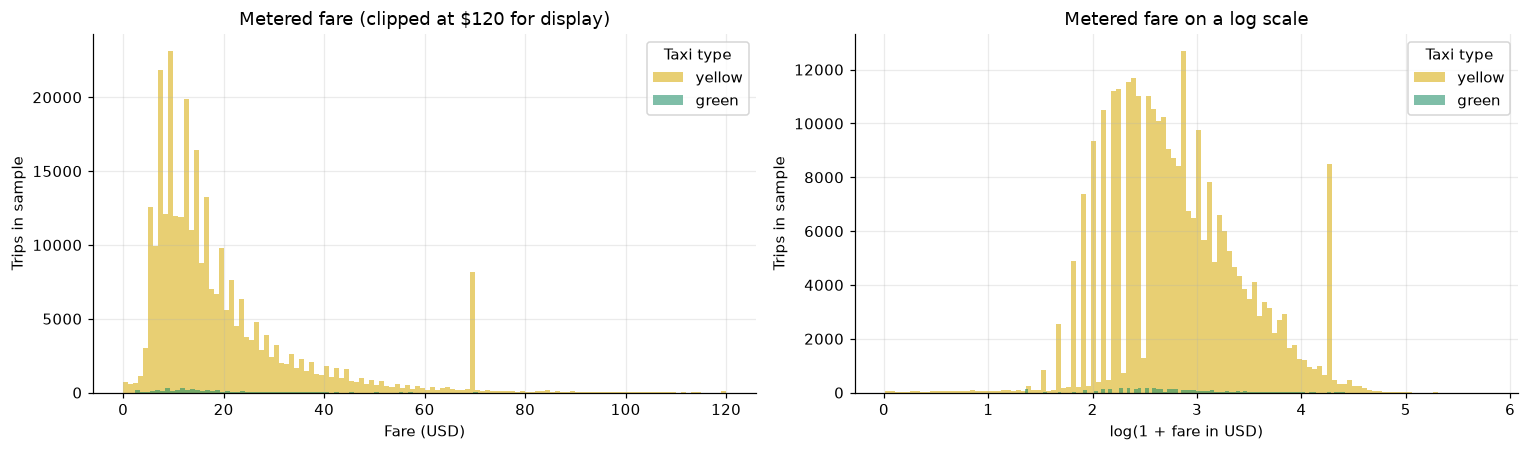 Metered fare (clipped at $120 for display)
Trips in sample
20000
15000
10000
5000
0
Taxi type
yellow
green
0 20 40 60 80 100 120
Fare (USD)
Metered fare on a log scale
Trips in sample
12000
10000
8000
6000
4000
2000
0
Taxi type
yellow
green
0 1 2 3 4 5 6
log(1 + fare in USD)